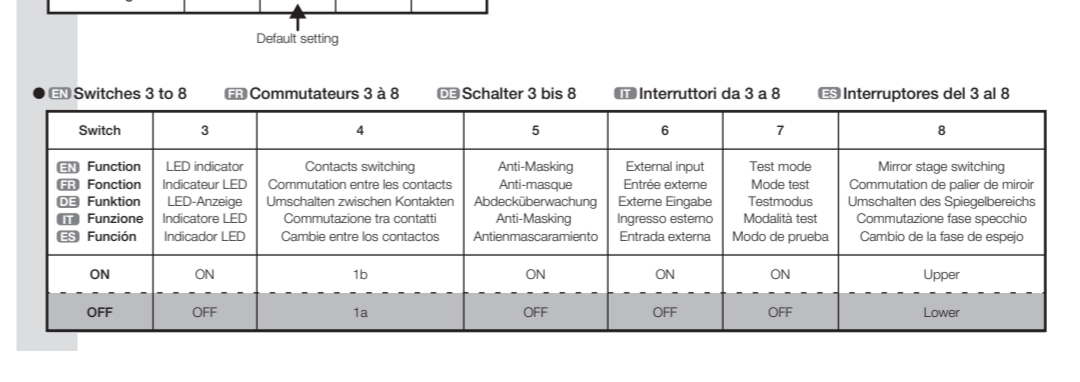 Default setting
● EN Switches 3 to 8 FR Commutateurs 3 à 8 DE Schalter 3 bis 8 IT Interruttori da 3 a 8 ES Interruptores del 3 al 8
Switch 3 4 5 6 7 8
EN Function LED indicator Contacts switching Anti-Masking External input Test mode Mirror stage switching
FR Fonction Indicateur LED Commutation entre les contacts Anti-masque Entrée externe Mode test Commutation de palier de miroir
DE Funktion LED-Anzeige Umschalten zwischen Kontakten Abdecküberwachung Externe Eingabe Testmodus Umschalten des Spiegelbereichs
IT Funzione Indicatore LED Commutazione tra contatti Anti-Masking Ingresso esterno Modalità test Commutazione fase specchio
ES Función Indicador LED Cambie entre los contactos Antienmascaramiento Entrada externa Modo de prueba Cambio de la fase de espejo
ON ON 1b ON ON ON Upper
OFF OFF 1a OFF OFF OFF Lower